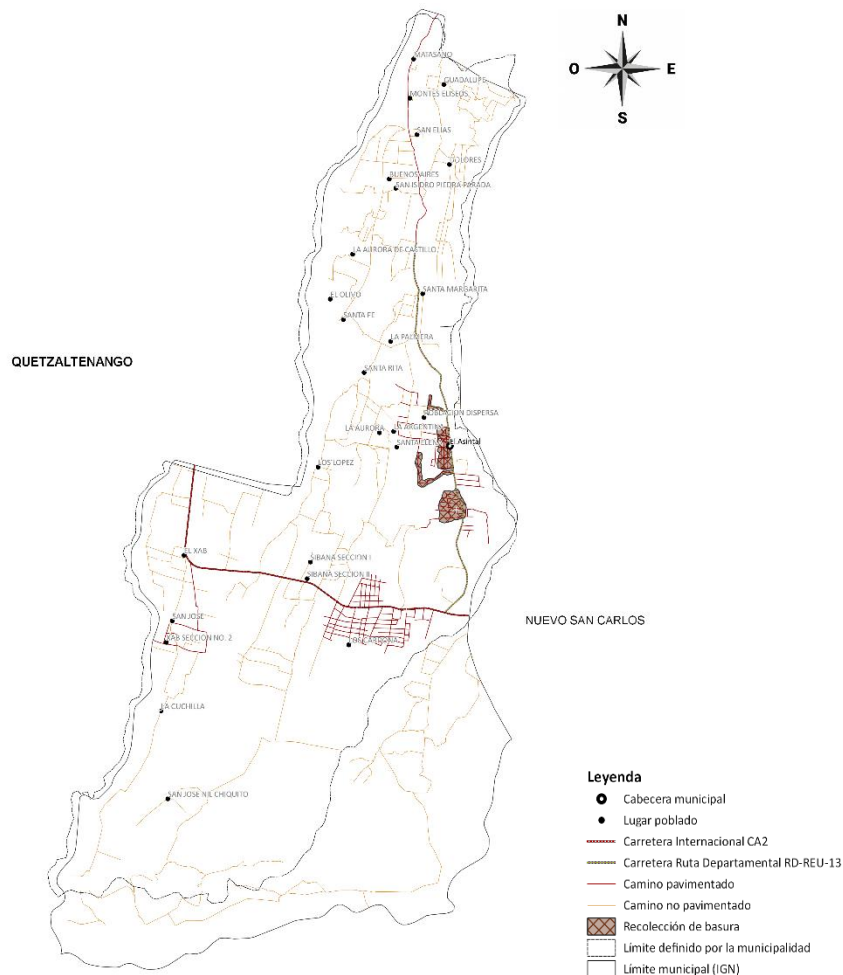 N
O
E
S
MATASANO
GUADALUPE
MONTES ELISEOS
SAN ELIAS
DOLORES
BUENOS AIRES
SAN ISIDRO PIEDRA PARADA
LA AURORA DE CASTILLO
EL OLIVO
SANTA MARGARITA
SANTA FE
LA PALMERA
QUETZALTENANGO
SANTA RITA
POBLACION DISPERSA
LA AURORA
LA ARGENTINA
SANTA ELENA
El Asintal
LOS LOPEZ
EL XAB
SIBANA SECCION I
SIBANA SECCION II
SAN JOSE
NUEVO SAN CARLOS
XAB SECCION NO. 2
LA CUCHILLA
SAN JOSE NIL CHIQUITO
Leyenda
Cabecera municipal
Lugar poblado
Carretera Internacional CA2
Carretera Ruta Departamental RD-REU-13
Camino pavimentado
Camino no pavimentado
Recolección de basura
Límite definido por la municipalidad
Límite municipal (IGN)